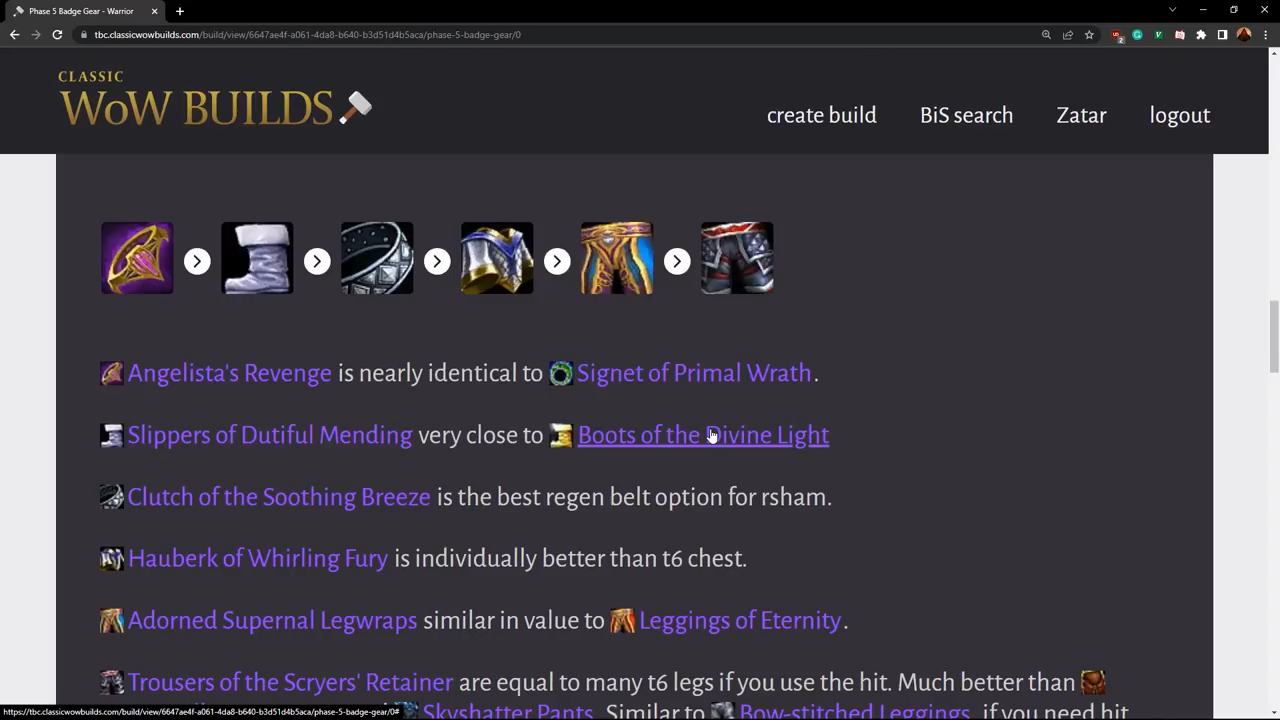 Phase 5 Badge Gear - Warrior
tbc.classicwowbuilds.com/build/view/6647ae4f-a061-4da8-b640-b3d51d4b5aca/phase-5-badge-gear/0
2
CLASSIC
WoW BUILDS
create build BiS search Zatar logout
Angelista's Revenge is nearly identical to Signet of Primal Wrath.
Slippers of Dutiful Mending very close to Boots of the Divine Light
Clutch of the Soothing Breeze is the best regen belt option for rsham.
Hauberk of Whirling Fury is individually better than t6 chest.
Adorned Supernal Legwraps similar in value to Leggings of Eternity.
Trousers of the Scryers' Retainer are equal to many t6 legs if you use the hit. Much better than
Skyshatter Pants. Similar to Bow-stitched Leggings, if you need hit
https://tbc.classicwowbuilds.com/build/view/6647ae4f-a061-4da8-b640-b3d51d4b5aca/phase-5-badge-gear/0#